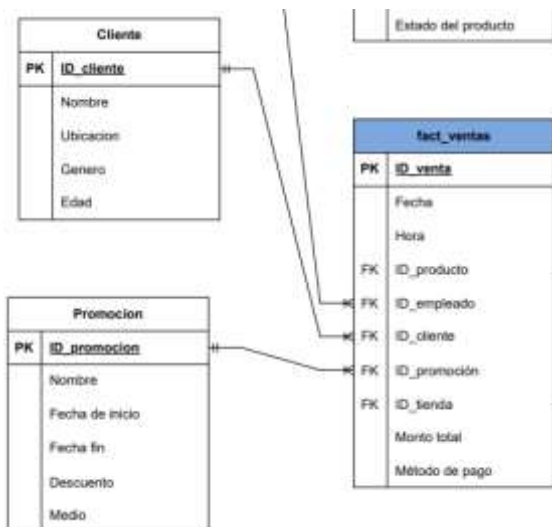 Cliente
PK ID_cliente
Nombre
Ubicacion
Genero
Edad
Promocion
PK ID_promocion
Nombre
Fecha de inicio
Fecha fin
Descuento
Medio
Estado del producto
fact_ventas
PK ID_venta
Fecha
Hora
FK ID_producto
FK ID_empleado
FK ID_cliente
FK ID_promoción
FK ID_tienda
Monto total
Método de pago